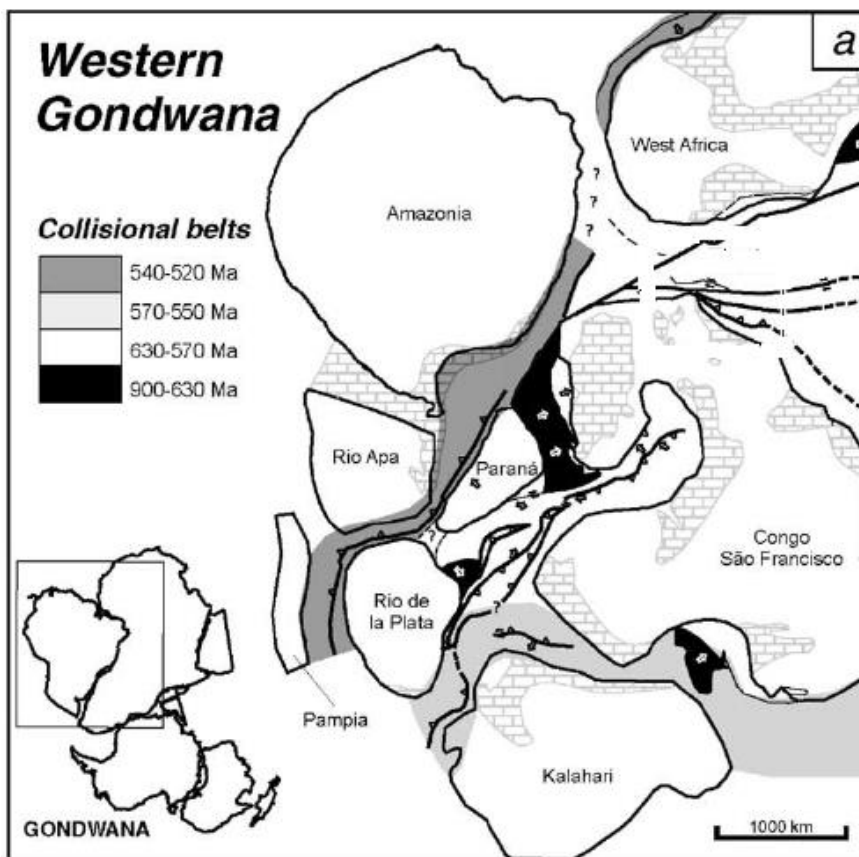 Western
Gondwana
a
Collisional belts
540-520 Ma
570-550 Ma
630-570 Ma
900-630 Ma
West Africa
?
?
?
Amazonia
Rio Apa
Paraná
?
Congo
São Francisco
Rio de
la Plata
?
Pampia
Kalahari
GONDWANA
1000 km